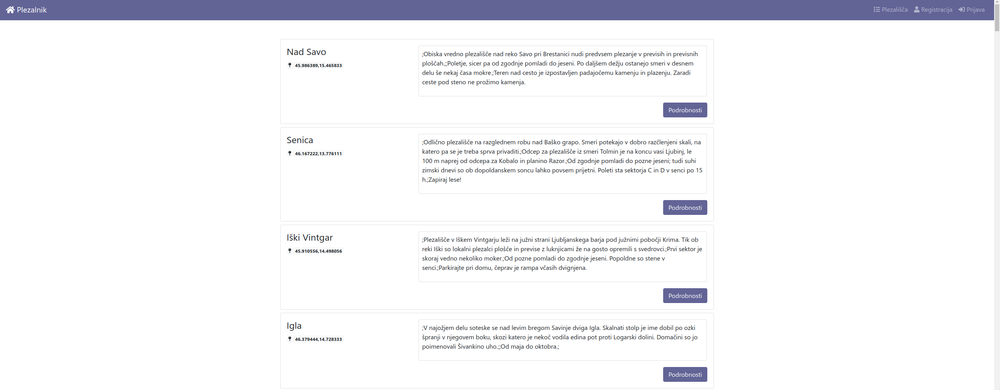 Plezalnik
Plezališča Registracija Prijava
Nad Savo
45.986389,15.465833
;Obiska vredno plezališče nad reko Savo pri Brestanici nudi predvsem plezanje v previsih in previsnih
ploščah.;;Poletje, sicer pa od zgodnje pomladi do jeseni. Po daljšem dežju ostanejo smeri v desnem
delu še nekaj časa mokre.;Teren nad cesto je izpostavljen padajočemu kamenju in plazenju. Zaradi
ceste pod steno ne prožimo kamenja.
Podrobnosti
Senica
46.167222,13.776111
;Odlično plezališče na razglednem robu nad Baško grapo. Smeri potekajo v dobro razčlenjeni skali, na
katero pa se je treba sprva privaditi.;Odcep za plezališče iz smeri Tolmin je na koncu vasi Ljubinj, le
100 m naprej od odcepa za Kobalo in planino Razor.;Od zgodnje pomladi do pozne jeseni; tudi suhi
zimski dnevi so ob dopoldanskem soncu lahko povsem prijetni. Poleti sta sektorja C in D v senci po 15
h.;Zapiraj lese!
Podrobnosti
Iški Vintgar
45.910556,14.498056
;Plezališče v Iškem Vintgarju leži na južni strani Ljubljanskega barja pod južnimi pobočji Krima. Tik ob
reki Iški so lokalni plezalci plošče in previse z luknjicami že na gosto opremili s svedrovci.;Prvi sektor je
skoraj vedno nekoliko moker.;Od pozne pomladi do zgodnje jeseni. Popoldne so stene v
senci.;Parkirajte pri domu, čeprav je rampa včasih dvignjena.
Podrobnosti
Igla
46.379444,14.728333
;V najožjem delu soteske se nad levim bregom Savinje dviga Igla. Skalnati stolp je ime dobil po ozki
špranji v njegovem boku, skozi katero je nekoč vodila edina pot proti Logarski dolini. Domačini so jo
poimenovali Šivankino uho.;;Od maja do oktobra.;
Podrobnosti